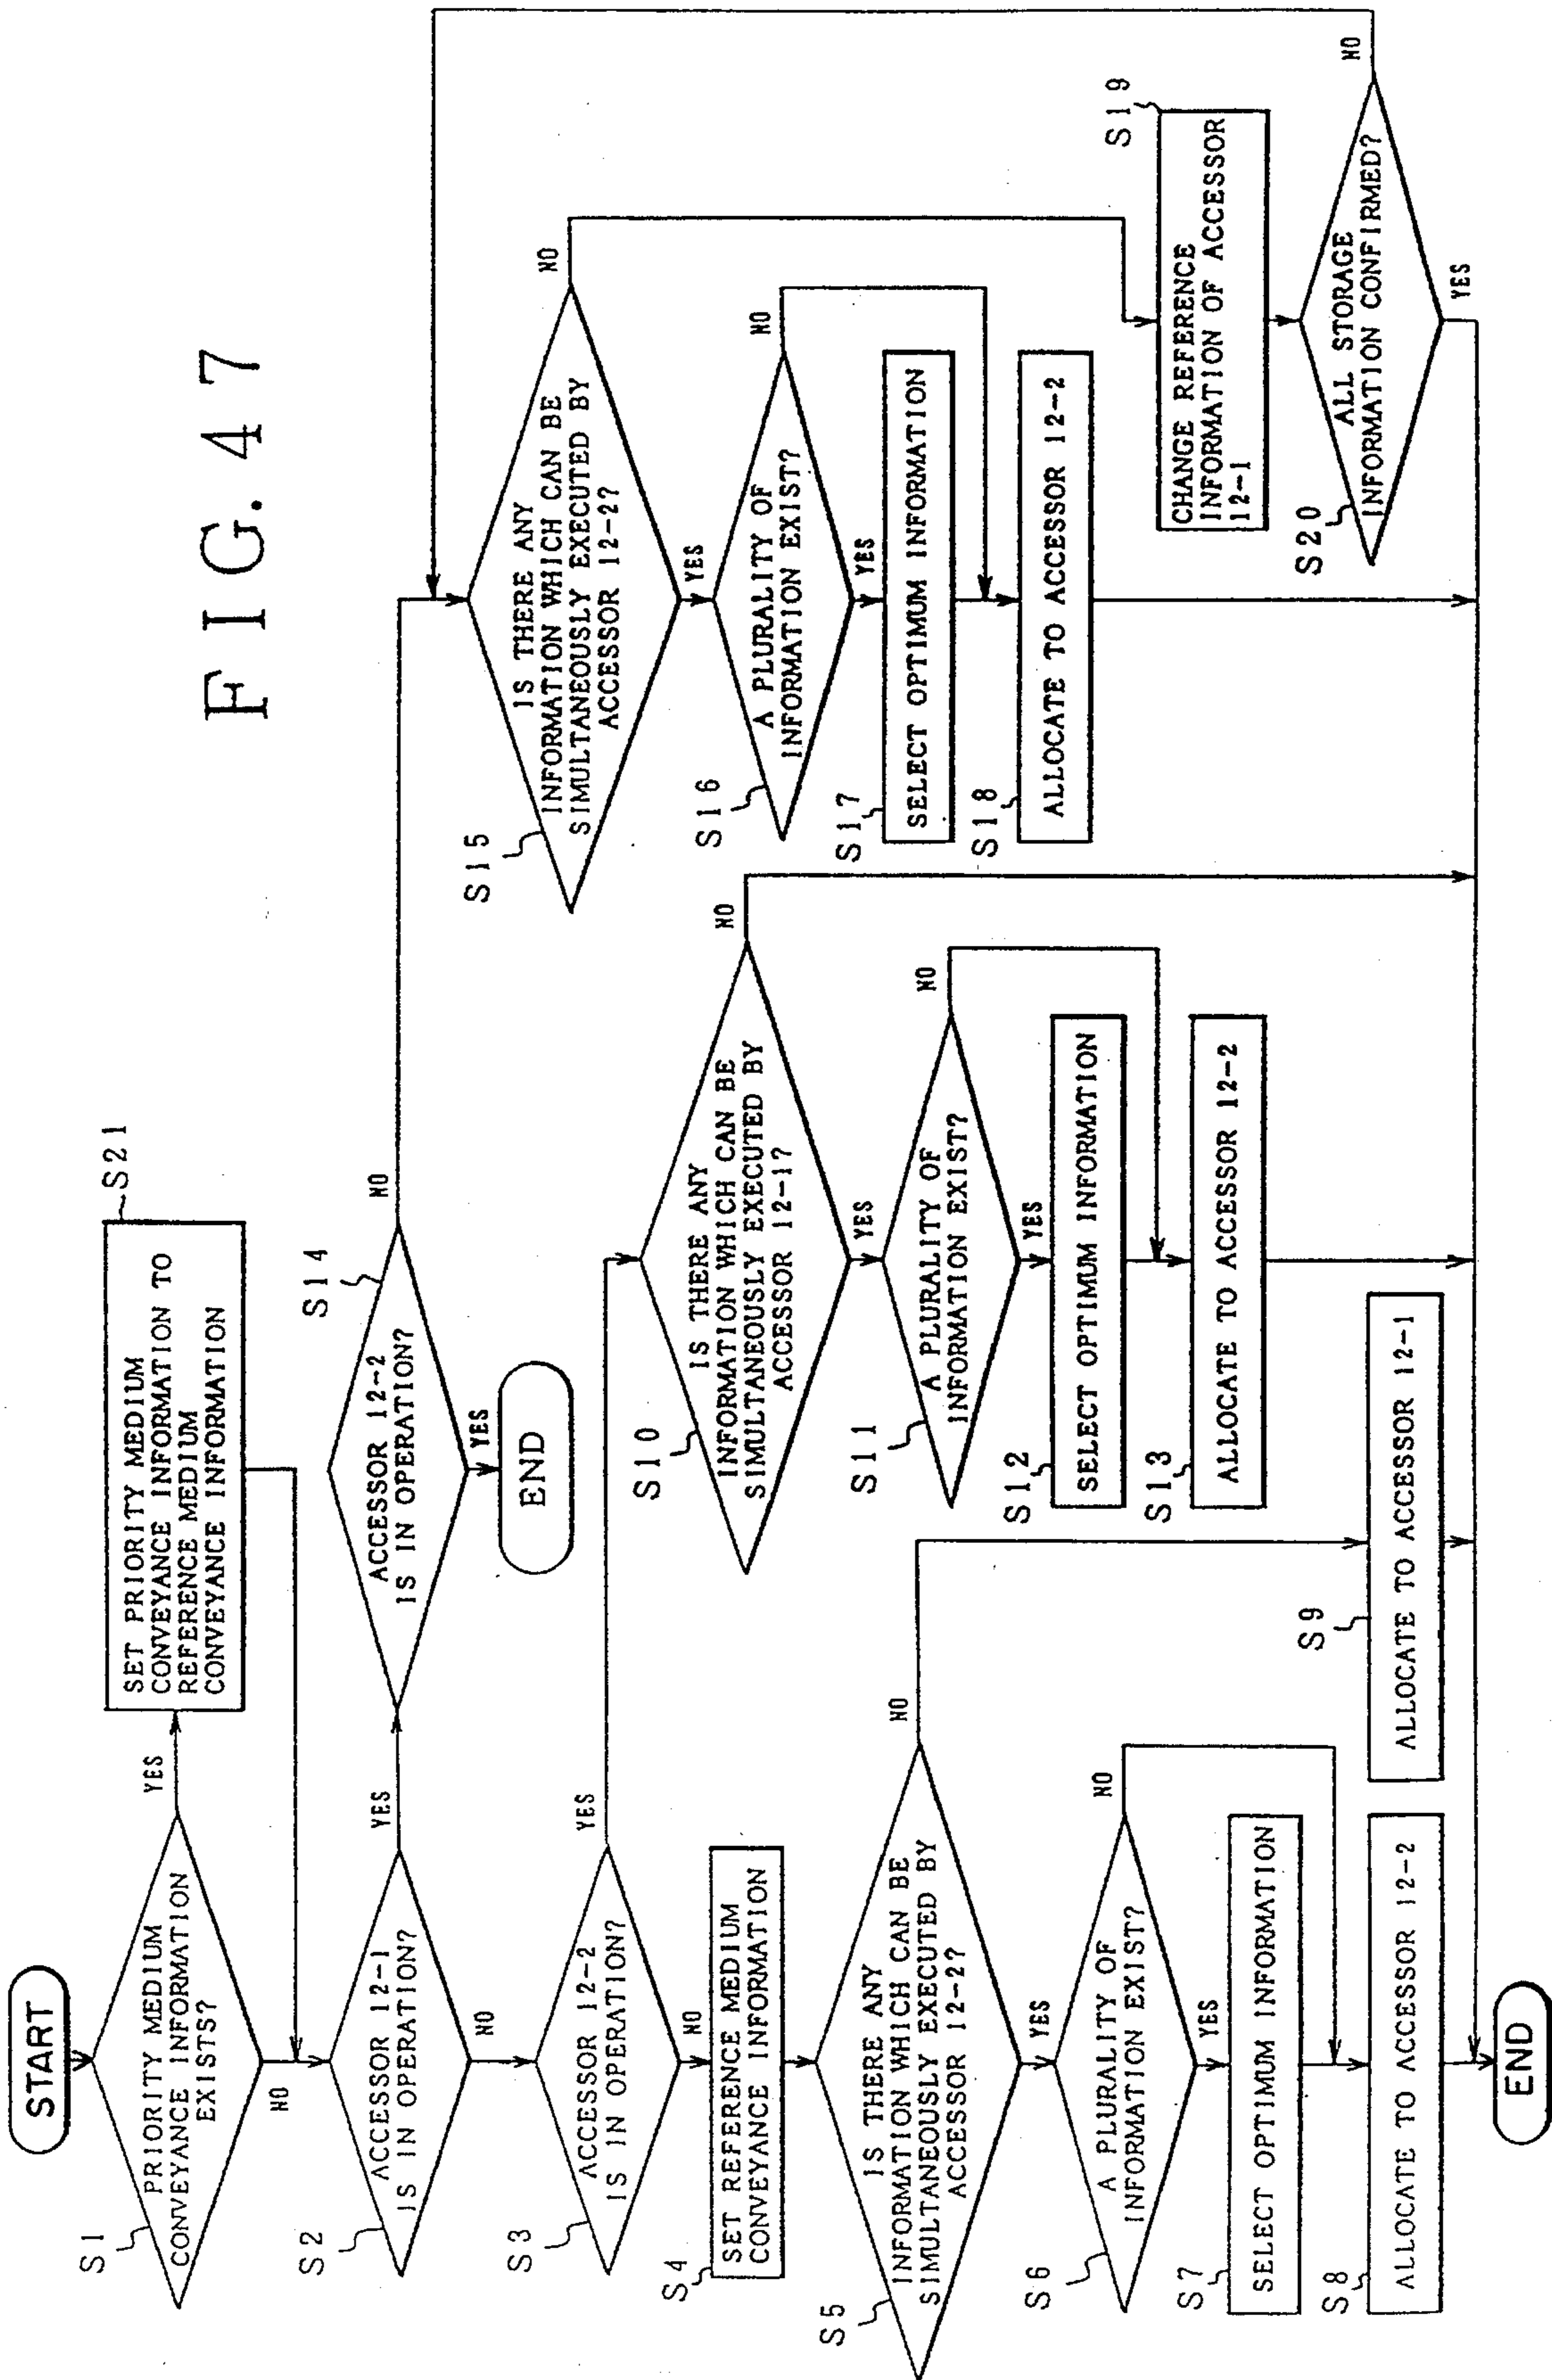 FIG. 47
START
S1
PRIORITY MEDIUM
CONVEYANCE INFORMATION
EXISTS?
YES
NO
SET PRIORITY MEDIUM
CONVEYANCE INFORMATION TO
REFERENCE MEDIUM
CONVEYANCE INFORMATION
S21
S2
ACCESSOR 12-1
IS IN OPERATION?
YES
NO
S14
ACCESSOR 12-2
IS IN OPERATION?
NO
YES
END
S3
ACCESSOR 12-2
IS IN OPERATION?
YES
NO
S4
SET REFERENCE MEDIUM
CONVEYANCE INFORMATION
S5
IS THERE ANY
INFORMATION WHICH CAN BE
SIMULTANEOUSLY EXECUTED BY
ACCESSOR 12-2?
NO
YES
S6
A PLURALITY OF
INFORMATION EXIST?
NO
YES
S7
SELECT OPTIMUM INFORMATION
S8
ALLOCATE TO ACCESSOR 12-2
S9
ALLOCATE TO ACCESSOR 12-1
S10
IS THERE ANY
INFORMATION WHICH CAN BE
SIMULTANEOUSLY EXECUTED BY
ACCESSOR 12-1?
NO
YES
S11
A PLURALITY OF
INFORMATION EXIST?
NO
YES
S12
SELECT OPTIMUM INFORMATION
S13
ALLOCATE TO ACCESSOR 12-2
S15
IS THERE ANY
INFORMATION WHICH CAN BE
SIMULTANEOUSLY EXECUTED BY
ACCESSOR 12-2?
NO
YES
S16
A PLURALITY OF
INFORMATION EXIST?
NO
YES
S17
SELECT OPTIMUM INFORMATION
S18
ALLOCATE TO ACCESSOR 12-2
S19
CHANGE REFERENCE
INFORMATION OF ACCESSOR
12-1
S20
ALL STORAGE
INFORMATION CONFIRMED?
NO
YES
END